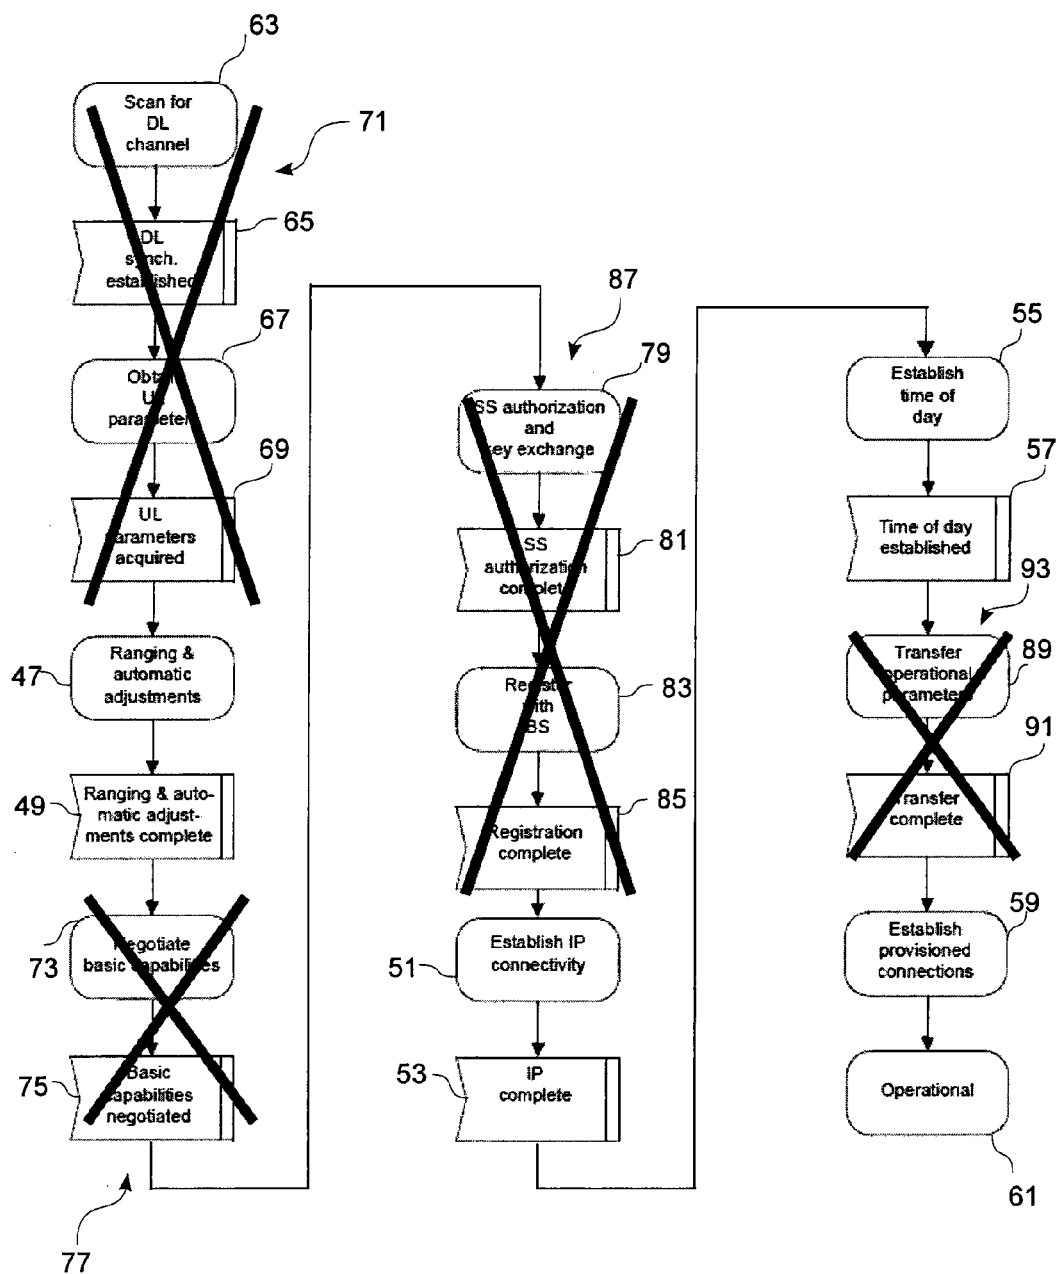 63
Scan for
DL
channel
71
DL
synch.
established
65
67
Obtain
UL
parameters
69
UL
parameters
acquired
47
Ranging &
automatic
adjustments
49
Ranging & auto-
matic adjust-
ments complete
73
Negotiate
basic capabilities
75
Basic
capabilities
negotiated
77
87
79
SS authorization
and
key exchange
81
SS
authorization
complete
83
Register
with
BS
85
Registration
complete
51
Establish IP
connectivity
53
IP
complete
55
Establish
time of
day
57
Time of day
established
93
89
Transfer
operational
parameters
91
Transfer
complete
59
Establish
provisioned
connections
Operational
61